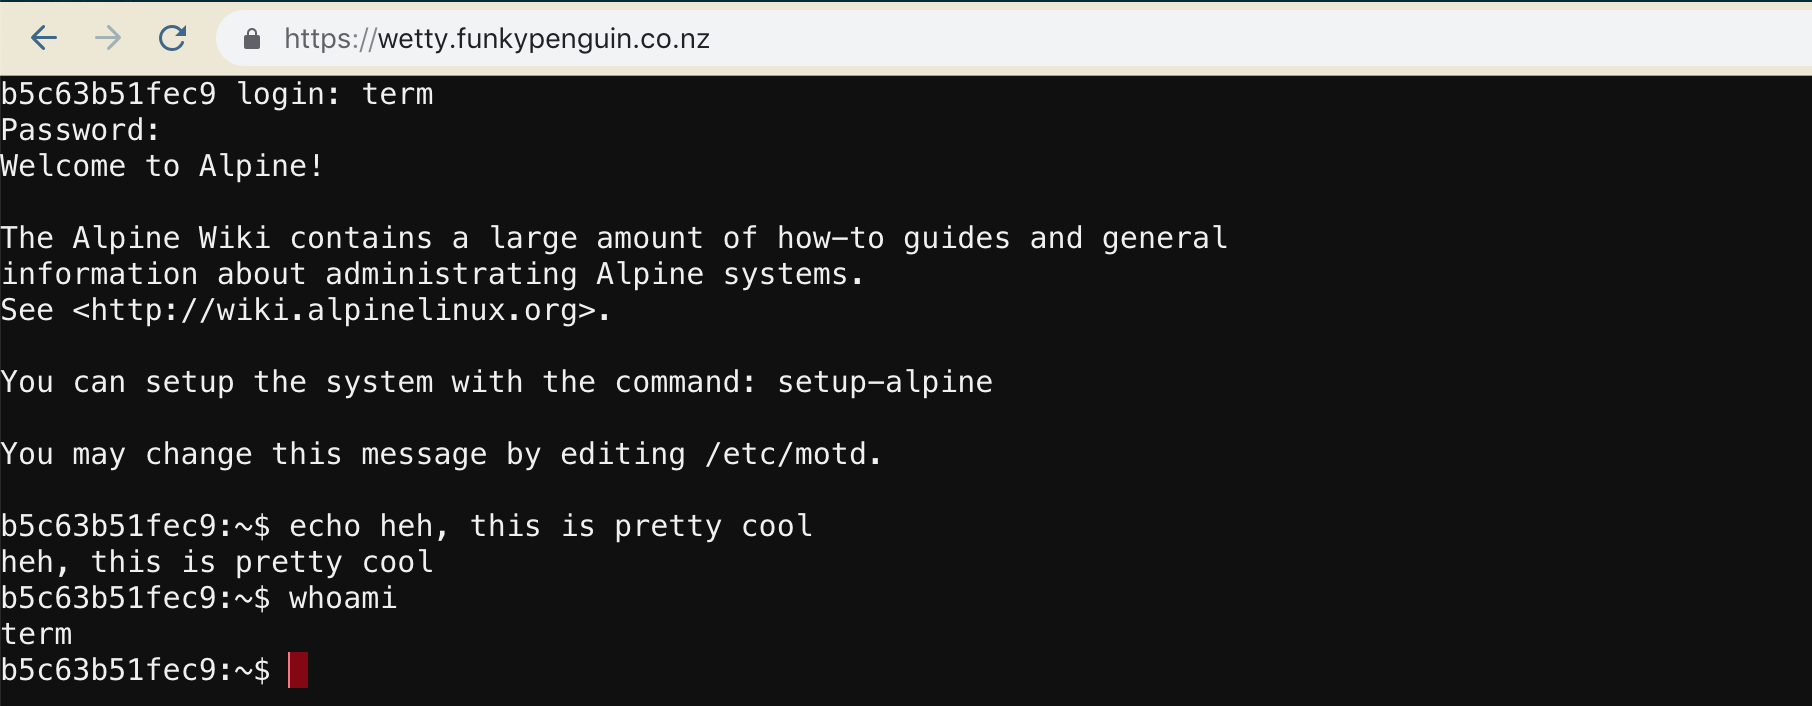 https://wetty.funkypenguin.co.nz
b5c63b51fec9 login: term
Password:
Welcome to Alpine!
The Alpine Wiki contains a large amount of how-to guides and general
information about administrating Alpine systems.
See <http://wiki.alpinelinux.org>.
You can setup the system with the command: setup-alpine
You may change this message by editing /etc/motd.
b5c63b51fec9:~$ echo heh, this is pretty cool
heh, this is pretty cool
b5c63b51fec9:~$ whoami
term
b5c63b51fec9:~$